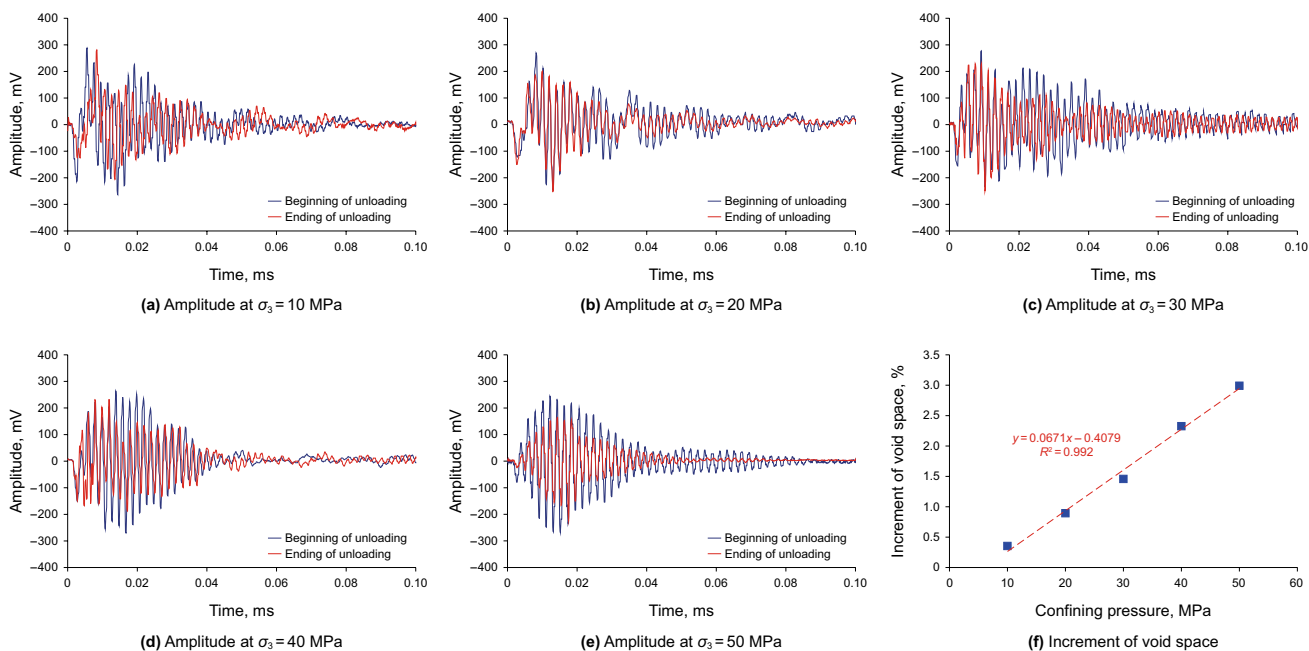 400
300
200
100
0
–100
–200
–300
–400
Amplitude, mV
Beginning of unloading
Ending of unloading
0 0.02 0.04 0.06 0.08 0.10
Time, ms
(a) Amplitude at σ3 = 10 MPa
400
300
200
100
0
–100
–200
–300
–400
Amplitude, mV
Beginning of unloading
Ending of unloading
0 0.02 0.04 0.06 0.08 0.10
Time, ms
(b) Amplitude at σ3 = 20 MPa
400
300
200
100
0
–100
–200
–300
–400
Amplitude, mV
Beginning of unloading
Ending of unloading
0 0.02 0.04 0.06 0.08 0.10
Time, ms
(c) Amplitude at σ3 = 30 MPa
400
300
200
100
0
–100
–200
–300
–400
Amplitude, mV
Beginning of unloading
Ending of unloading
0 0.02 0.04 0.06 0.08 0.10
Time, ms
(d) Amplitude at σ3 = 40 MPa
400
300
200
100
0
–100
–200
–300
–400
Amplitude, mV
Beginning of unloading
Ending of unloading
0 0.02 0.04 0.06 0.08 0.10
Time, ms
(e) Amplitude at σ3 = 50 MPa
3.5
3.0
2.5
2.0
1.5
1.0
0.5
0
Increment of void space, %
y = 0.0671x – 0.4079
R² = 0.992
0 10 20 30 40 50 60
Confining pressure, MPa
(f) Increment of void space